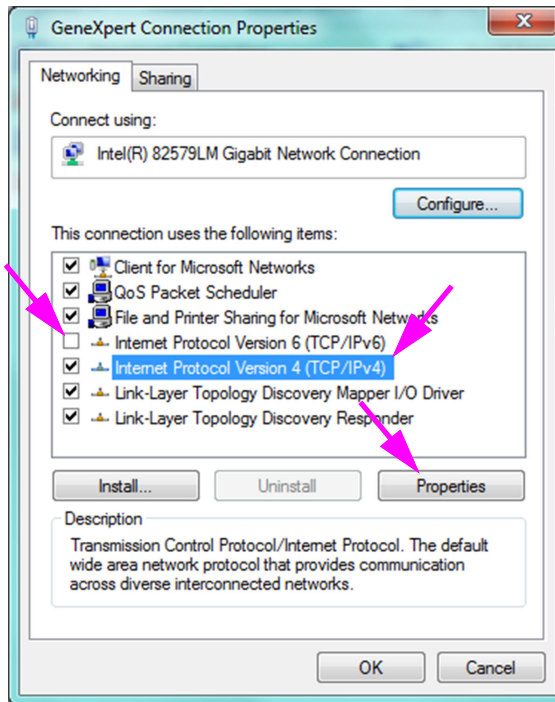 GeneXpert Connection Properties
Networking
Sharing
Connect using:
Intel(R) 82579LM Gigabit Network Connection
Configure...
This connection uses the following items:
Client for Microsoft Networks
QoS Packet Scheduler
File and Printer Sharing for Microsoft Networks
Internet Protocol Version 6 (TCP/IPv6)
Internet Protocol Version 4 (TCP/IPv4)
Link-Layer Topology Discovery Mapper I/O Driver
Link-Layer Topology Discovery Responder
Install...
Uninstall
Properties
Description
Transmission Control Protocol/Internet Protocol. The default
wide area network protocol that provides communication
across diverse interconnected networks.
OK
Cancel